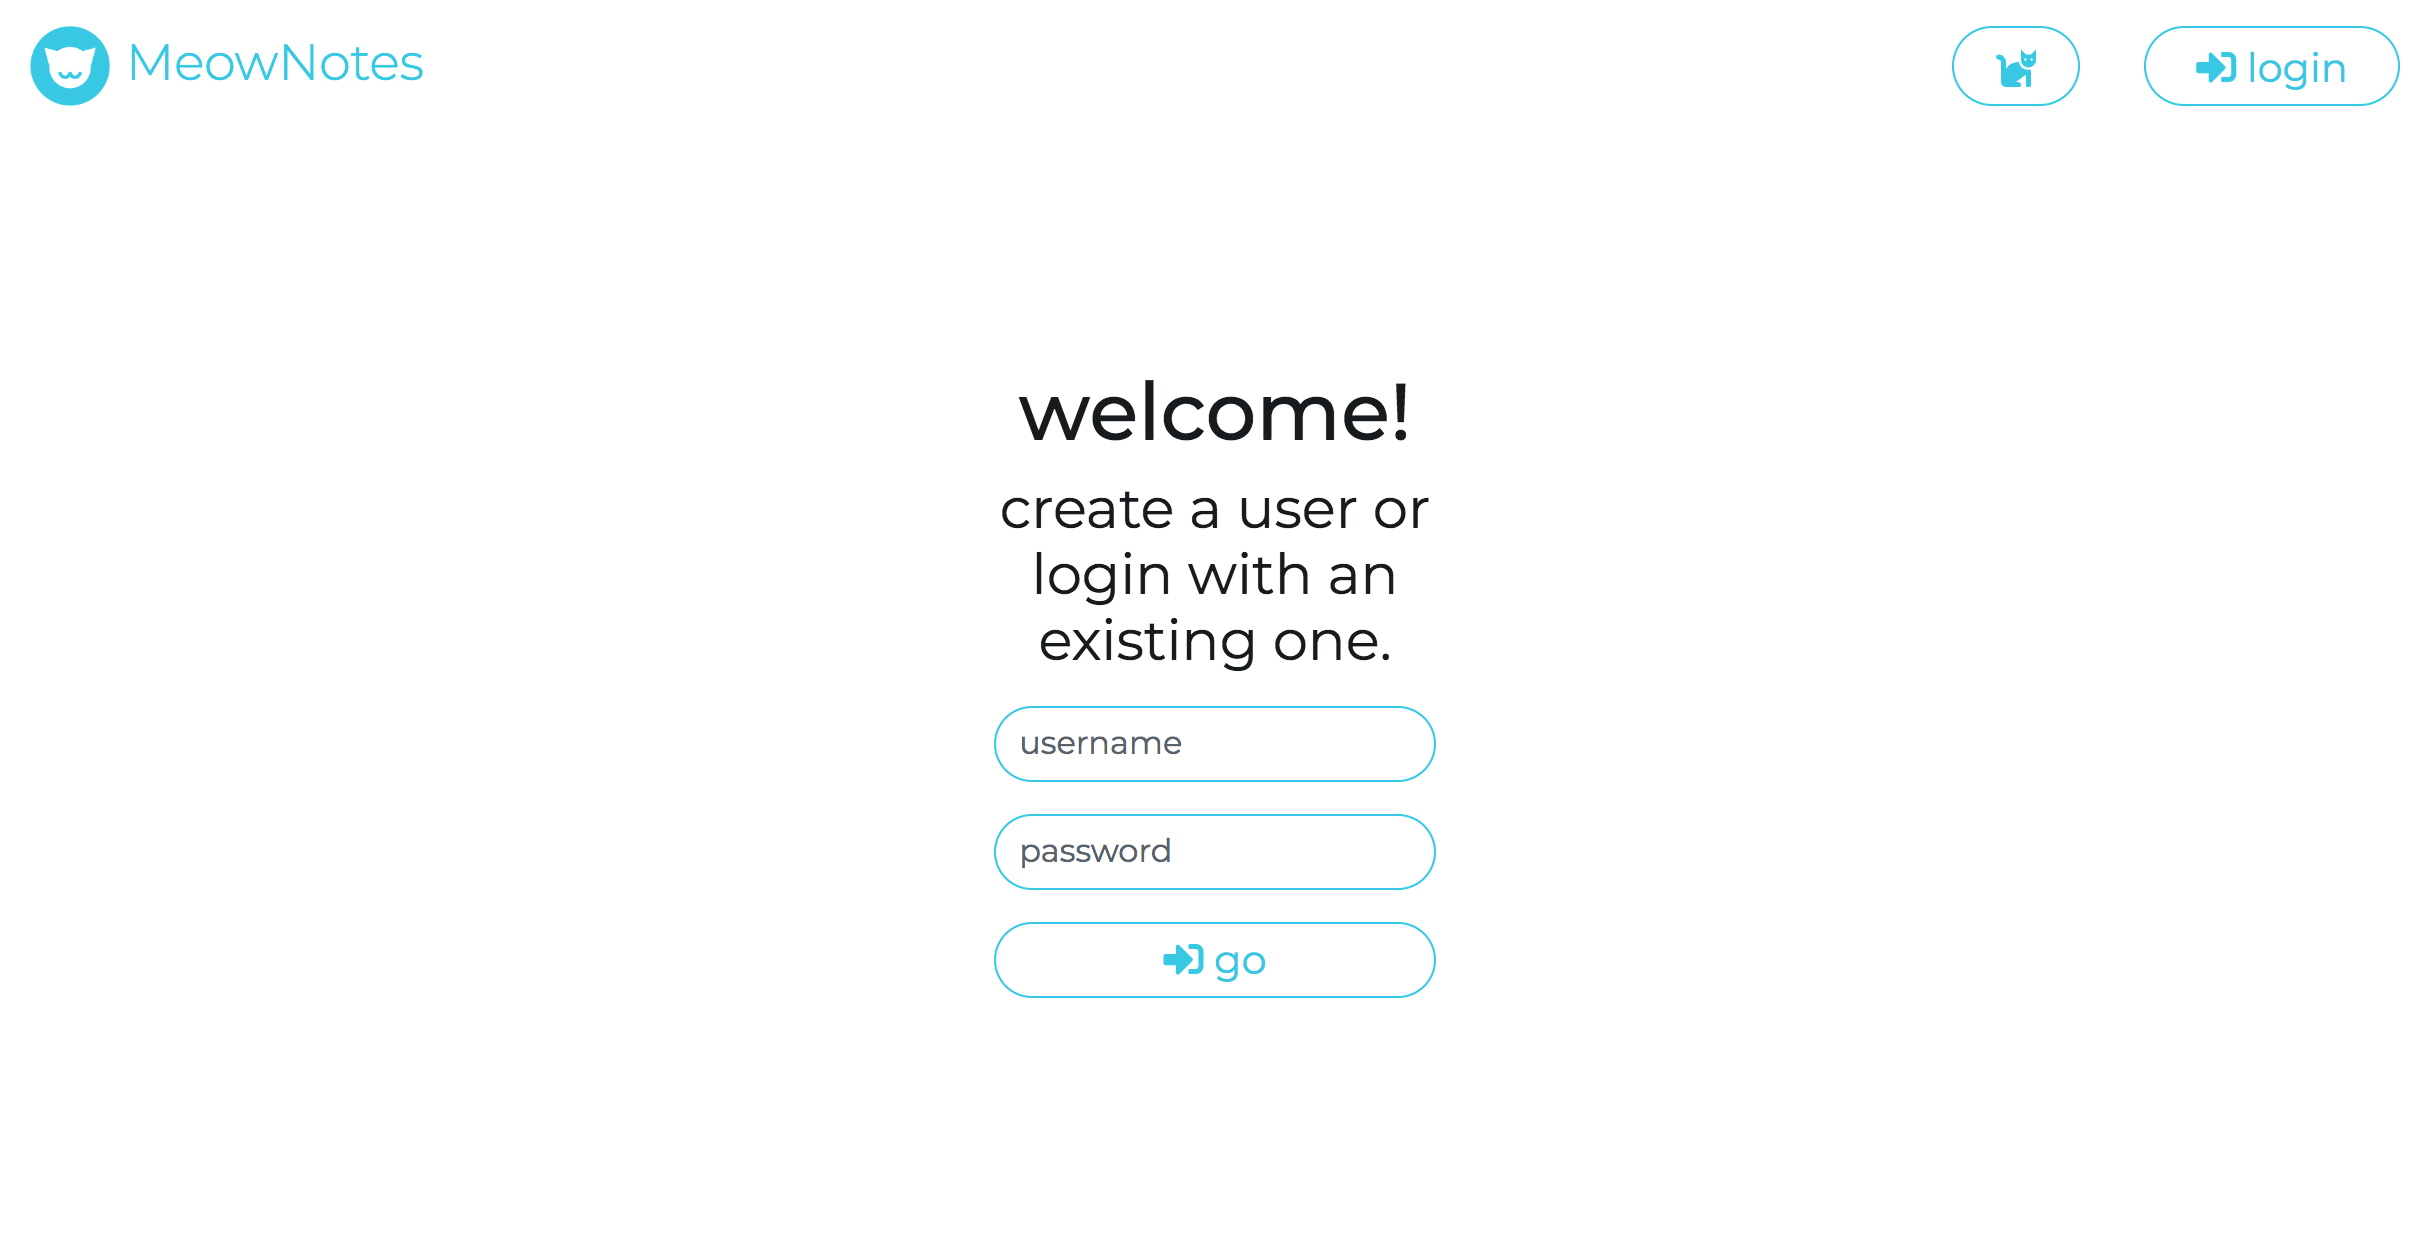 MeowNotes
login
welcome!
create a user or
login with an
existing one.
username
password
go